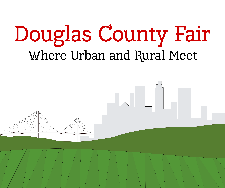 Douglas County Fair
Where Urban and Rural Meet